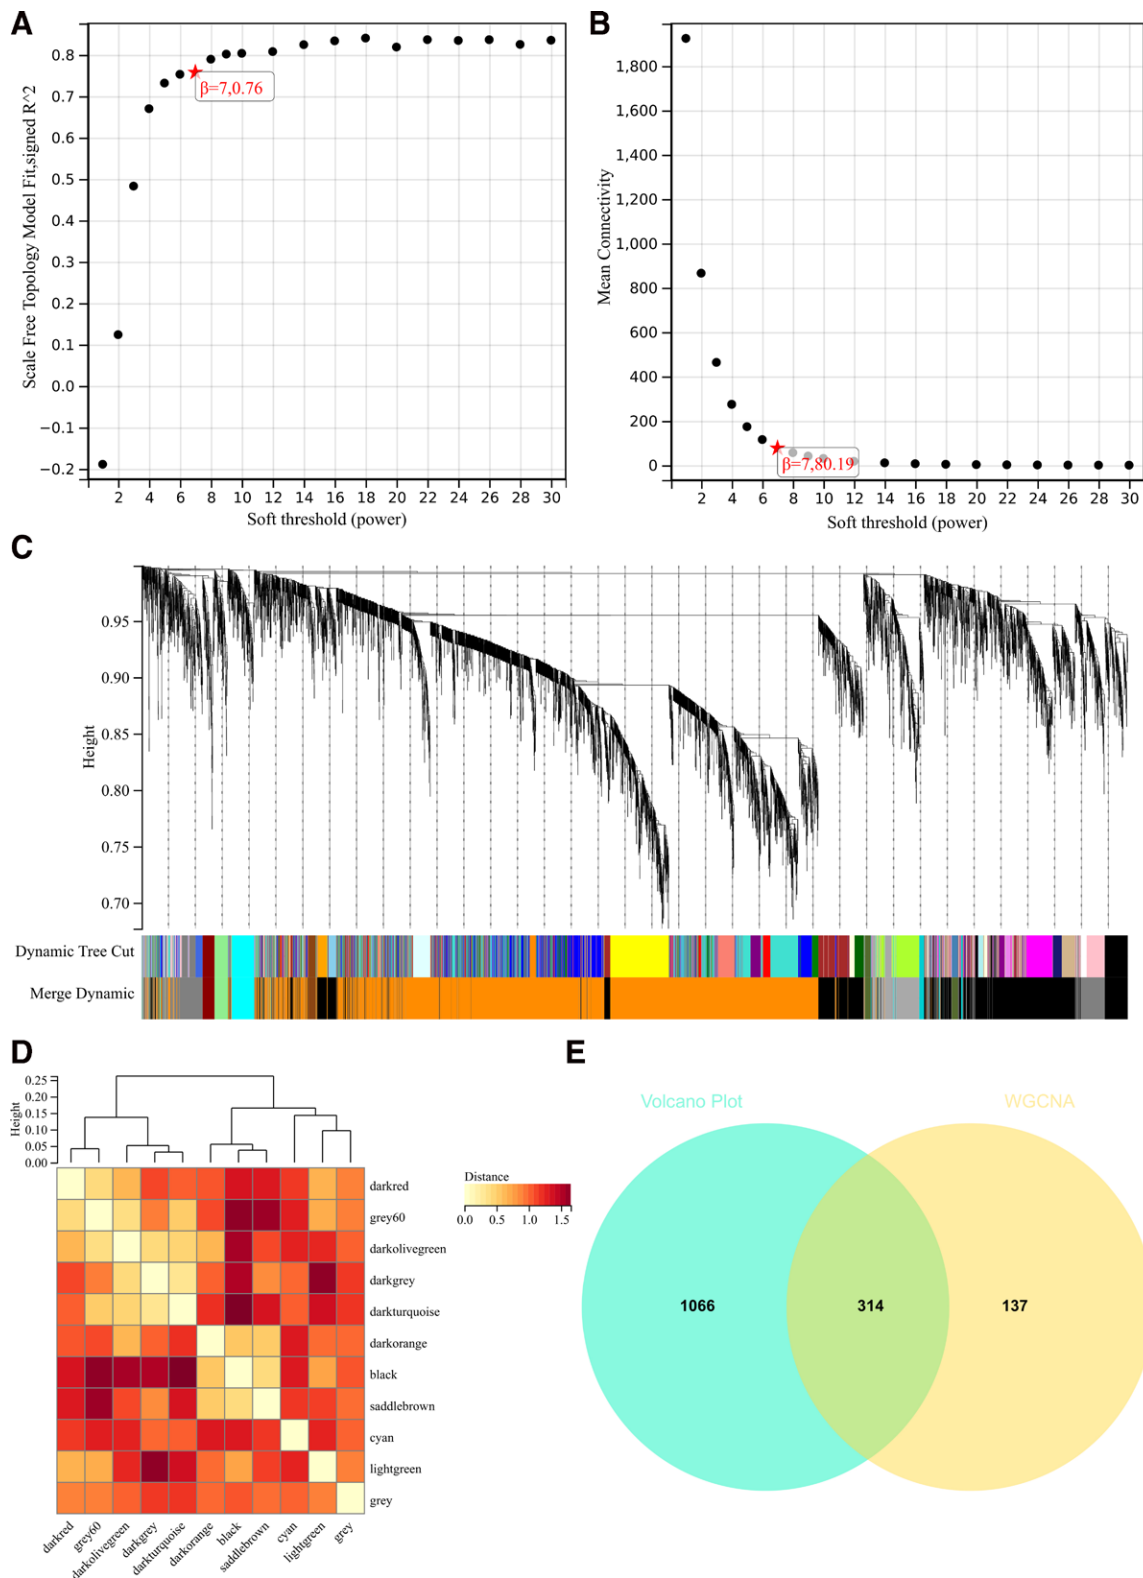 A
0.8
0.7
0.6
0.5
0.4
0.3
0.2
0.1
0.0
−0.1
−0.2
Scale Free Topology Model Fit,signed R^2
β=7,0.76
2 4 6 8 10 12 14 16 18 20 22 24 26 28 30
Soft threshold (power)
B
1,800
1,600
1,400
1,200
1,000
800
600
400
200
0
Mean Connectivity
β=7,80.19
2 4 6 8 10 12 14 16 18 20 22 24 26 28 30
Soft threshold (power)
C
0.95
0.90
0.85
0.80
0.75
0.70
Height
Dynamic Tree Cut
Merge Dynamic
D
0.25
0.20
0.15
0.10
0.05
0.00
Height
Distance
0.0 0.5 1.0 1.5
darkred
grey60
darkolivegreen
darkgrey
darkturquoise
darkorange
black
saddlebrown
cyan
lightgreen
grey
darkred
grey60
darkolivegreen
darkgrey
darkturquoise
darkorange
black
saddlebrown
cyan
lightgreen
grey
E
Volcano Plot
WGCNA
1066
314
137